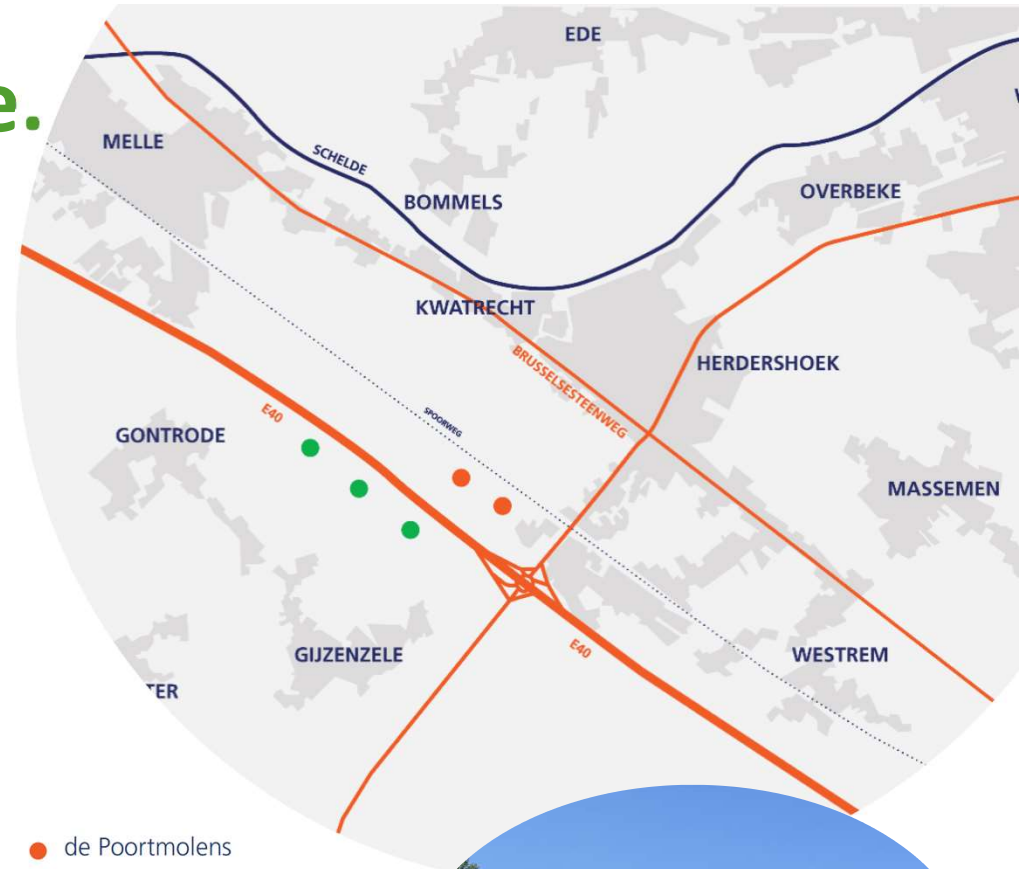 e.
EDE
MELLE
SCHELDE
BOMMELS
OVERBEKE
KWATRECHT
BRUSSELSESTEENWEG
HERDERSHOEK
E40
SPOORWEG
GONTRODE
MASSEMEN
GIJZENZELE
E40
WESTREM
TER
de Poortmolens